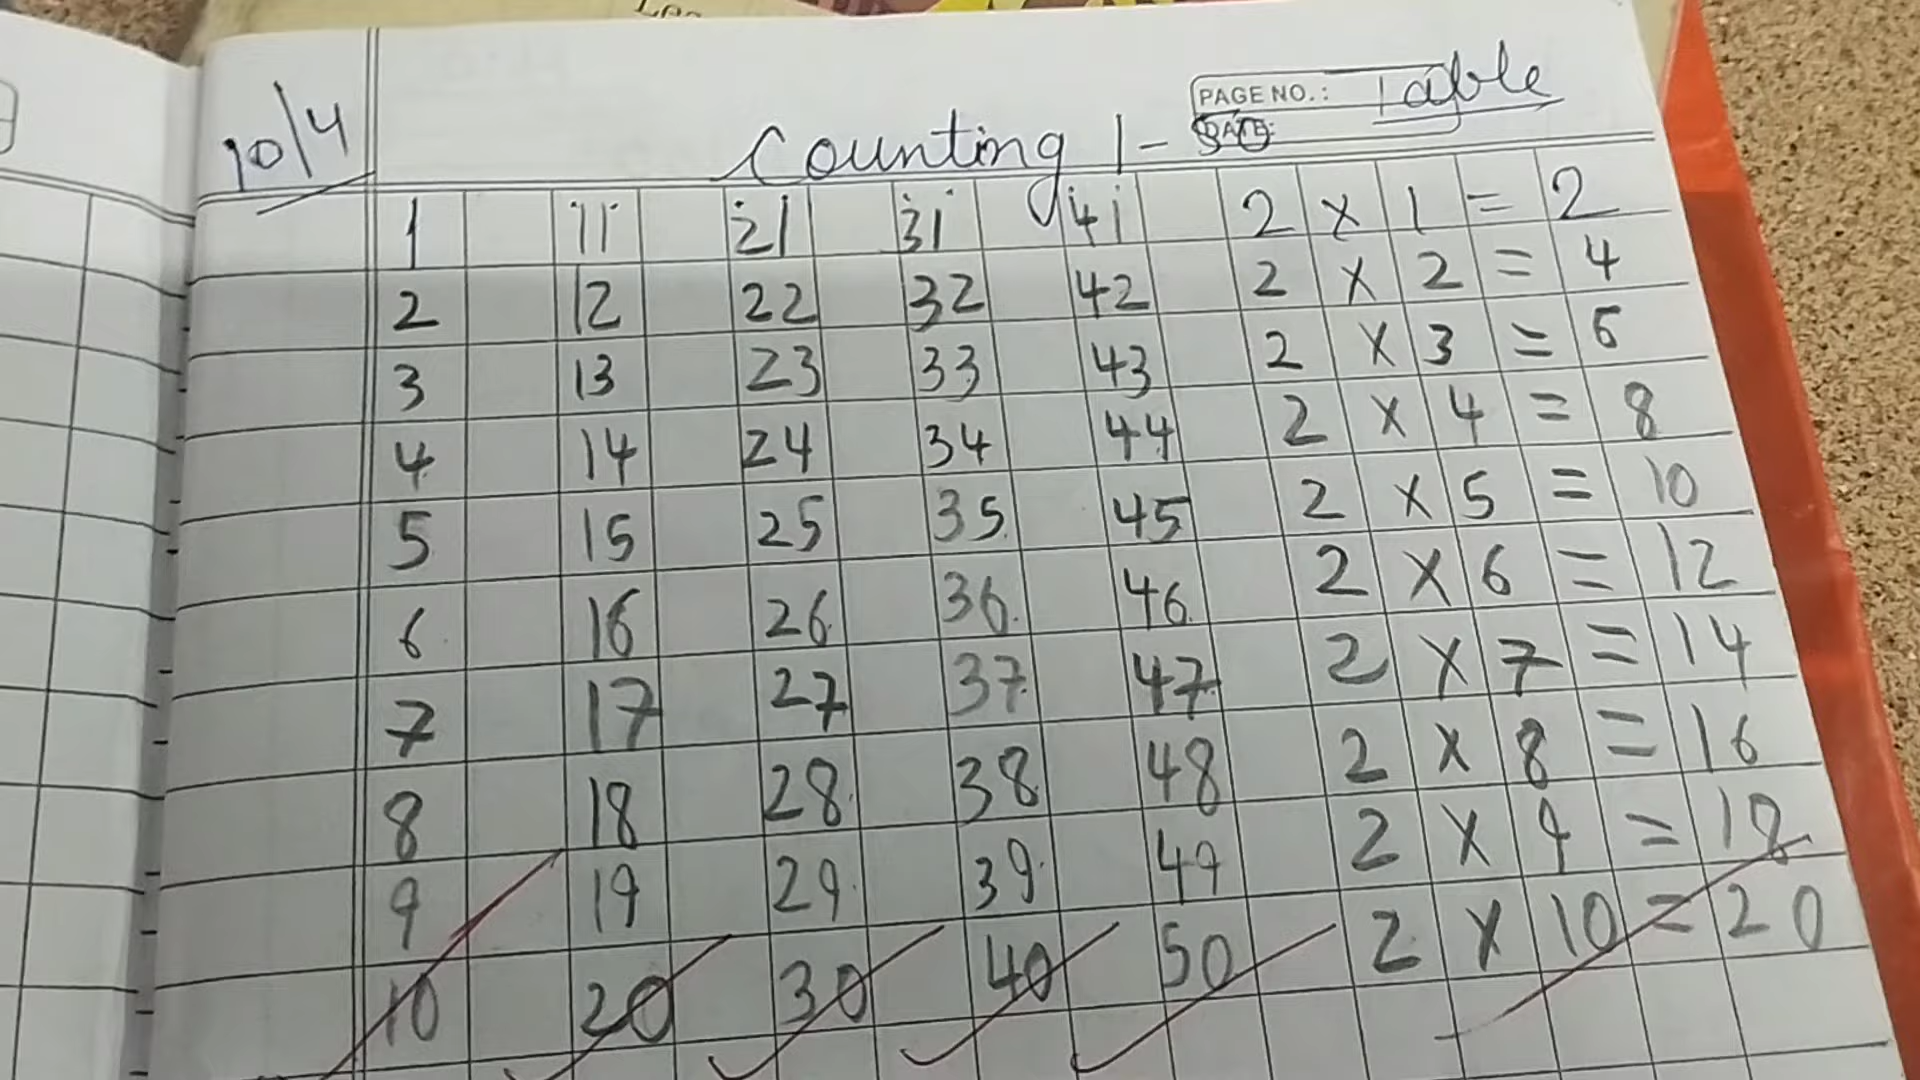 10/4
PAGE NO.: Table
DATE:
Counting 1-50
1 11 21 31 41 2 x 1 = 2
2 12 22 32 42 2 x 2 = 4
3 13 23 33 43 2 x 3 = 6
4 14 24 34 44 2 x 4 = 8
5 15 25 35 45 2 x 5 = 10
6 16 26 36 46 2 x 6 = 12
7 17 27 37 47 2 x 7 = 14
8 18 28 38 48 2 x 8 = 16
9 19 29 39 49 2 x 9 = 18
10 20 30 40 50 2 x 10 = 20